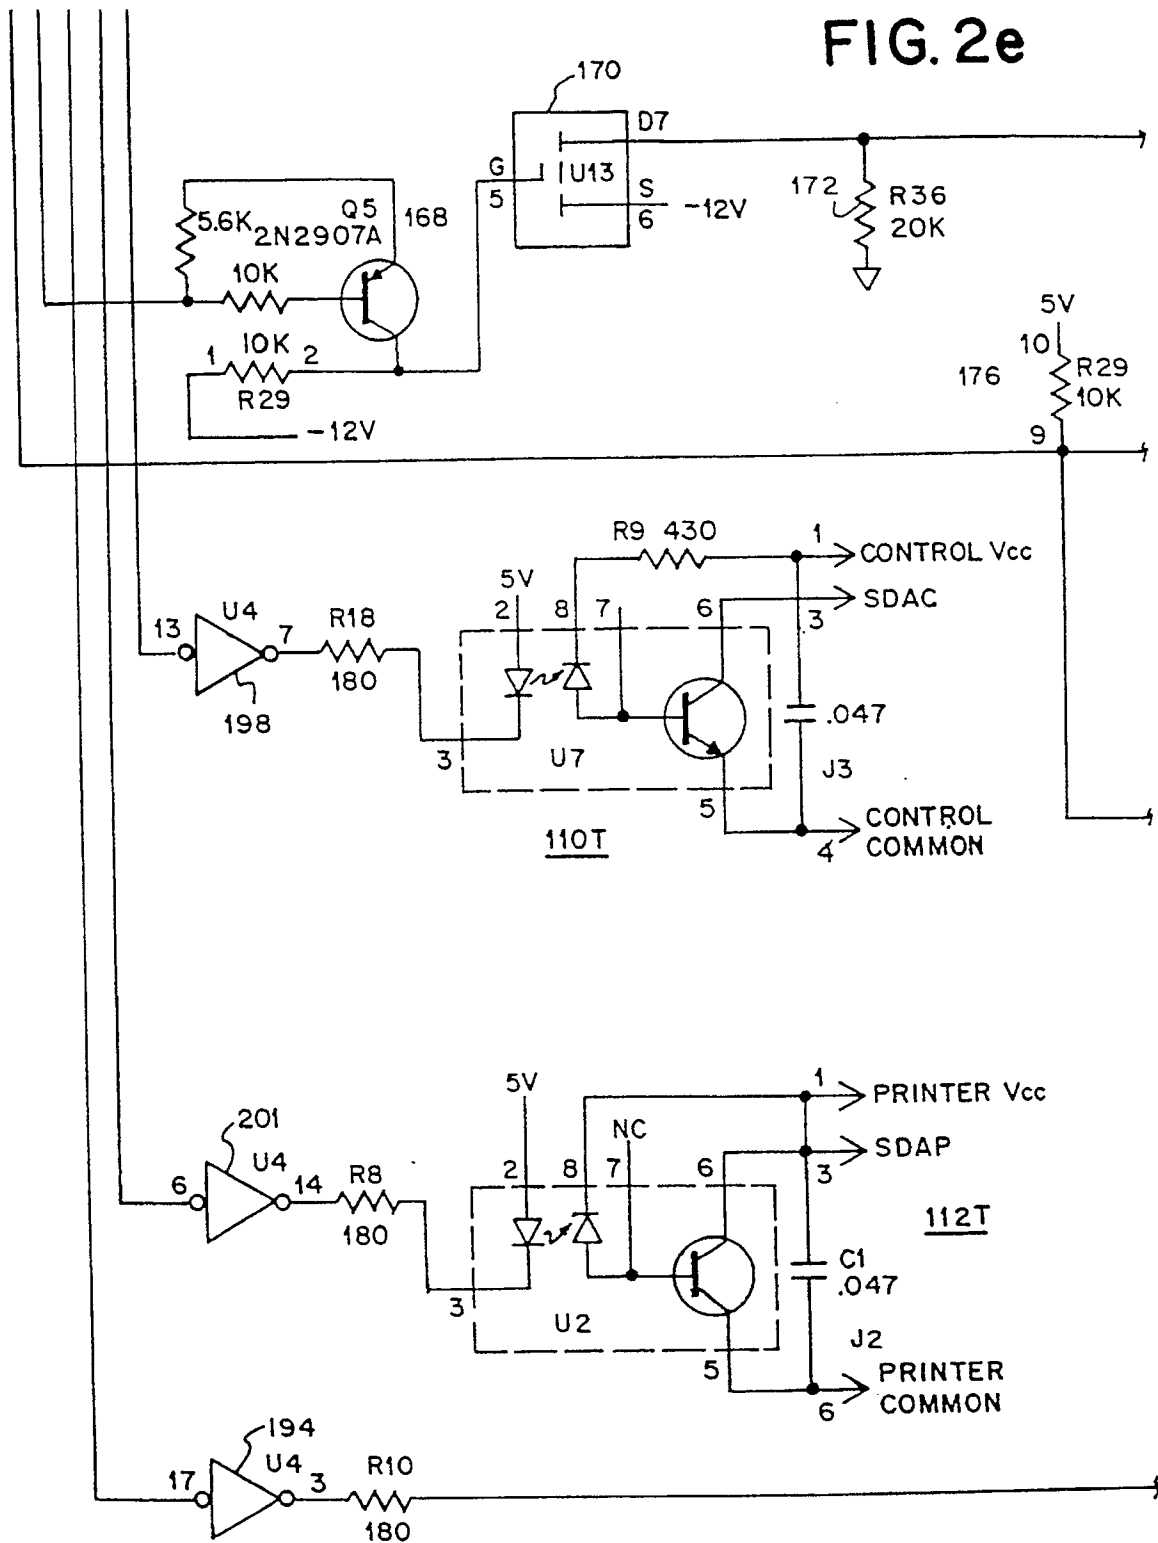 FIG. 2e
170
D7
G
U13
5
S
6
-12V
172
R36
20K
5.6K
Q5
2N2907A
168
10K
1
10K
2
R29
-12V
5V
10
176
R29
10K
9
R9 430
1
CONTROL Vcc
5V
2
8
7
6
SDAC
3
13
U4
7
R18
180
198
.047
3
U7
J3
5
110T
4
CONTROL
COMMON
5V
1
PRINTER Vcc
NC
201
U4
2
8
7
6
SDAP
3
6
14
R8
180
112T
C1
.047
3
U2
J2
5
PRINTER
COMMON
6
194
U4
R10
17
3
180